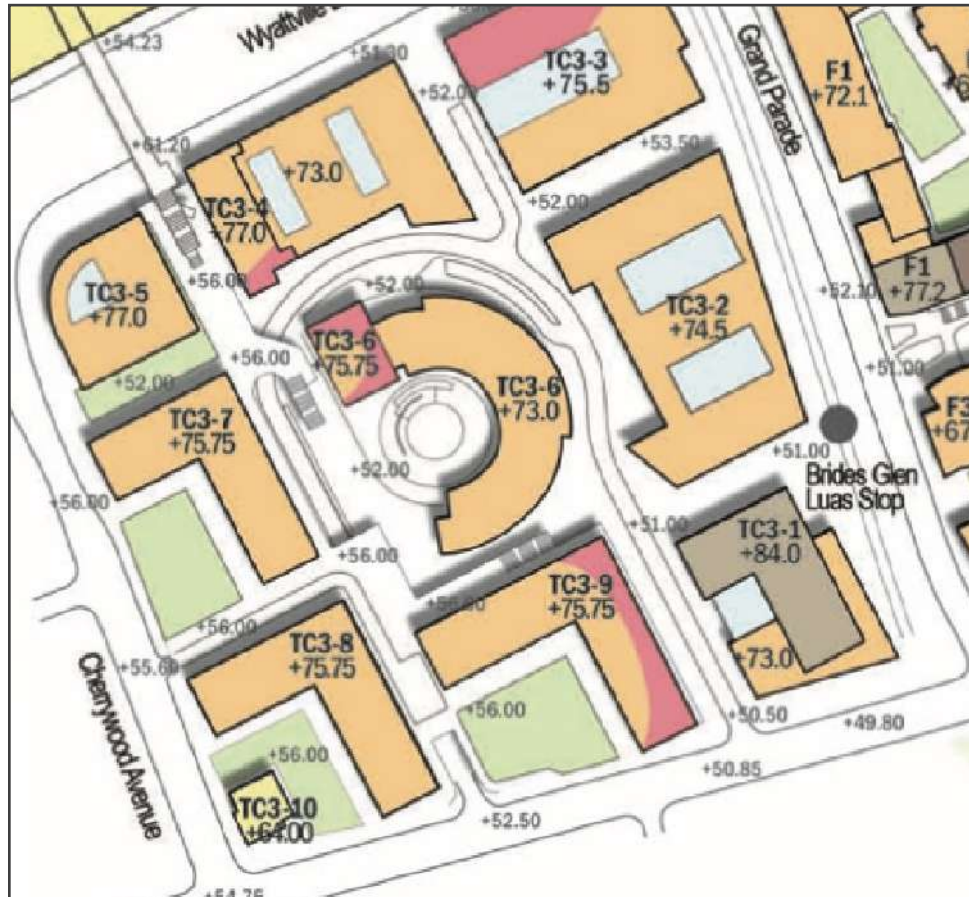 +54.23
Wyattville
+51.30
TC3-3
+75.5
Grand Parade
F1
+72.1
+52.0
+61.20
+73.0
+53.50
TC3-4
+77.0
+52.00
+56.00
+52.00
TC3-5
+77.0
TC3-2
+74.5
F1
+77.2
+52.10
TC3-6
+75.75
+56.00
+51.00
+52.00
TC3-6
+73.0
TC3-7
+75.75
F3
+67
+51.00
+52.00
Brides Glen
Luas Stop
+56.00
+51.00
TC3-1
+84.0
+56.00
TC3-9
+75.75
+56.00
TC3-8
+75.75
+55.60
+73.0
Cherrywood Avenue
+56.00
+50.50
+49.80
+56.00
+50.85
TC3-10
+64.00
+52.50
+54.75